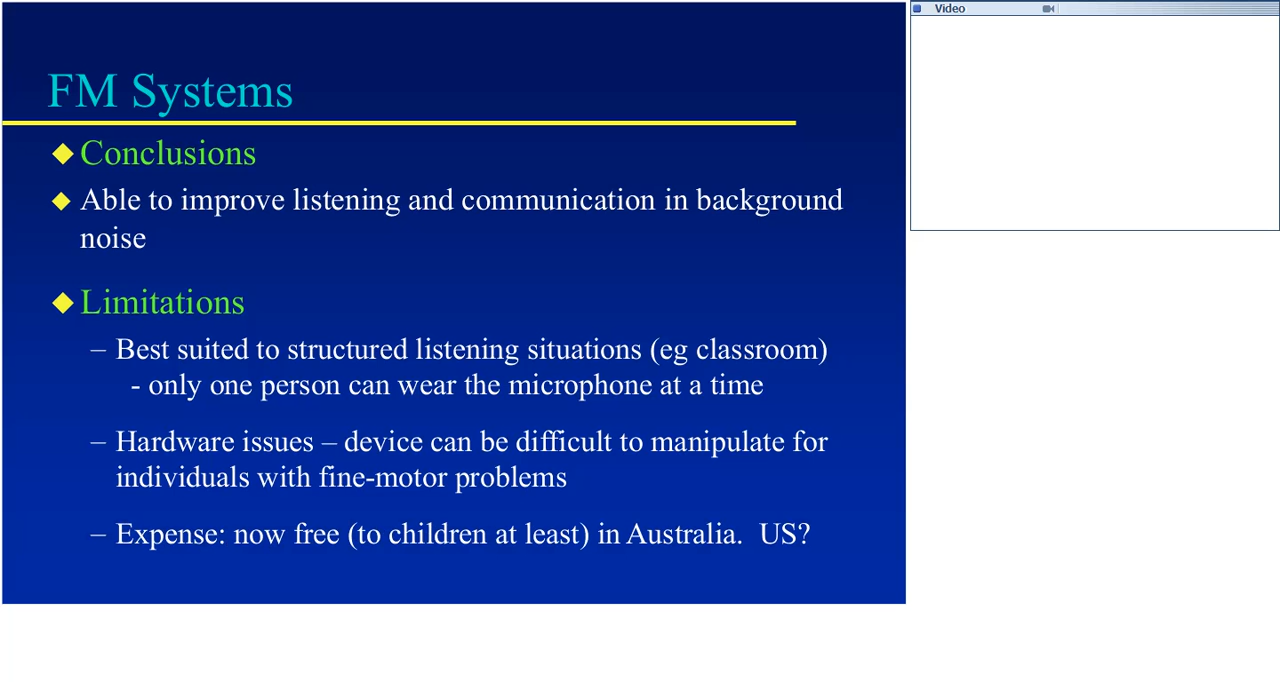 FM Systems
Conclusions
Able to improve listening and communication in background
noise
Limitations
– Best suited to structured listening situations (eg classroom)
- only one person can wear the microphone at a time
– Hardware issues – device can be difficult to manipulate for
individuals with fine-motor problems
– Expense: now free (to children at least) in Australia.  US?
Video